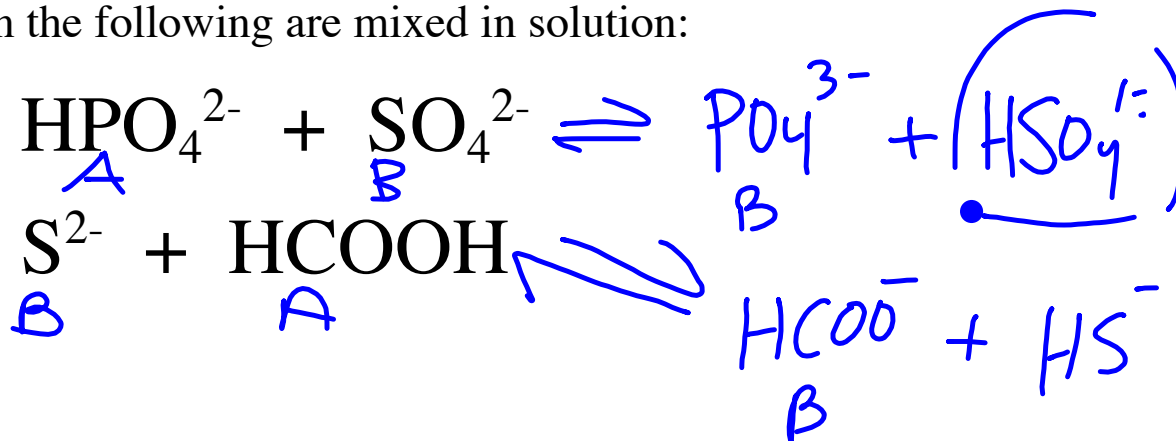 n the following are mixed in solution:
HPO₄²⁻ + SO₄²⁻ ⇌ PO₄³⁻ + (HSO₄¹⁻)
A B B
S²⁻ + HCOOH ⇌ HCOO⁻ + HS⁻
B A B